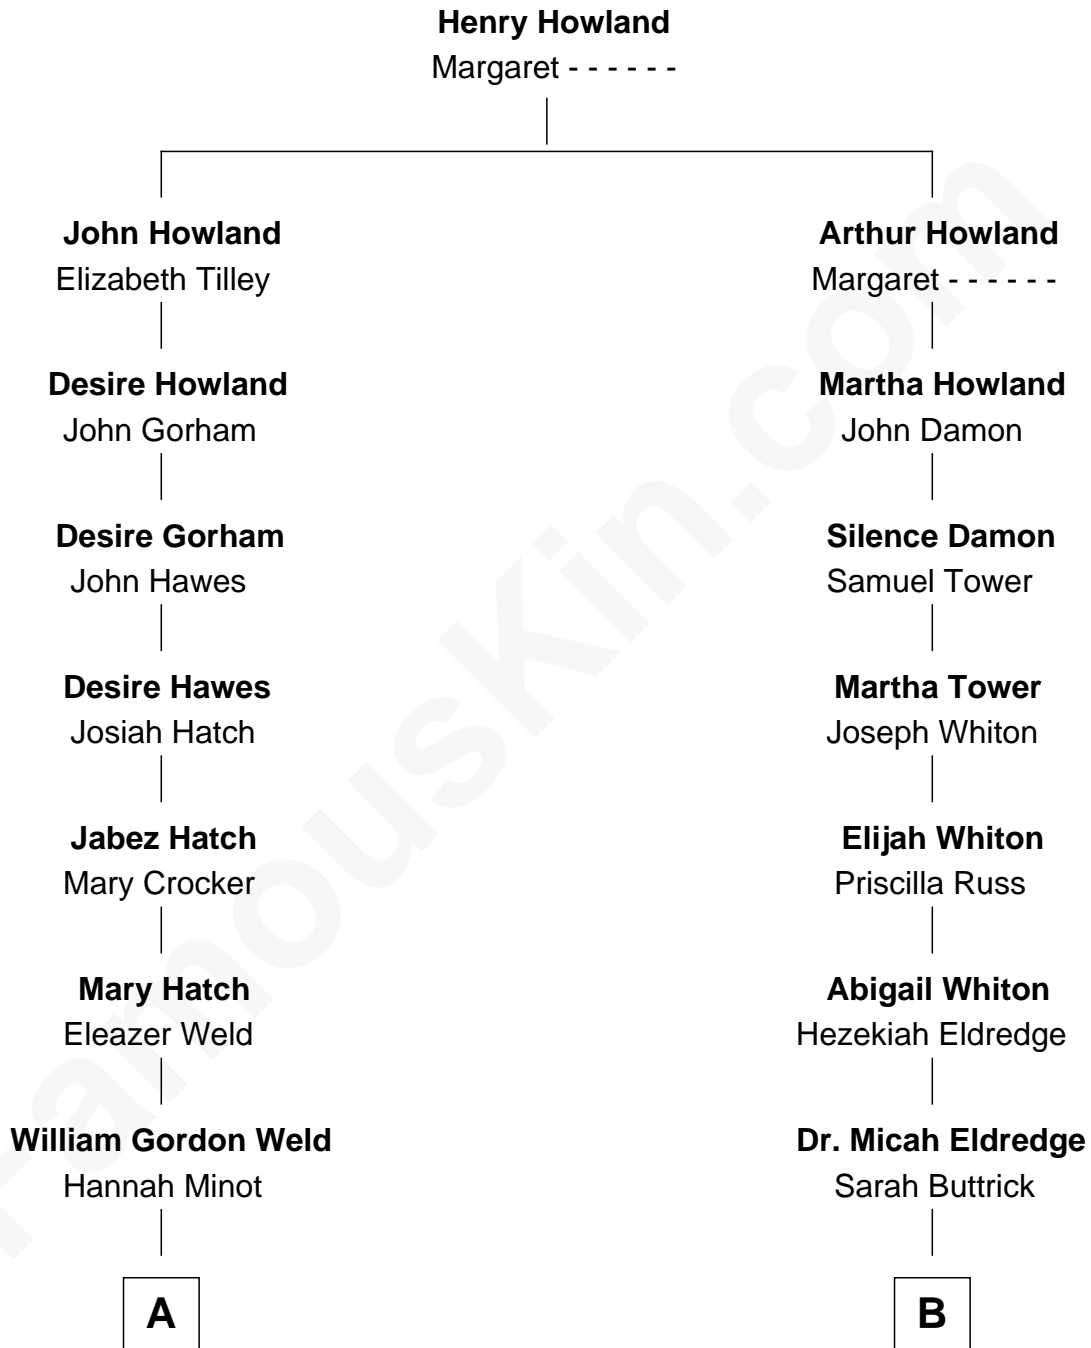 Henry Howland
Margaret - - - - - -
John Howland
Elizabeth Tilley
Arthur Howland
Margaret - - - - - -
Desire Howland
John Gorham
Martha Howland
John Damon
Desire Gorham
John Hawes
Silence Damon
Samuel Tower
Desire Hawes
Josiah Hatch
Martha Tower
Joseph Whiton
Jabez Hatch
Mary Crocker
Elijah Whiton
Priscilla Russ
Mary Hatch
Eleazer Weld
Abigail Whiton
Hezekiah Eldredge
William Gordon Weld
Hannah Minot
Dr. Micah Eldredge
Sarah Buttrick
A
B
FamousKin.com